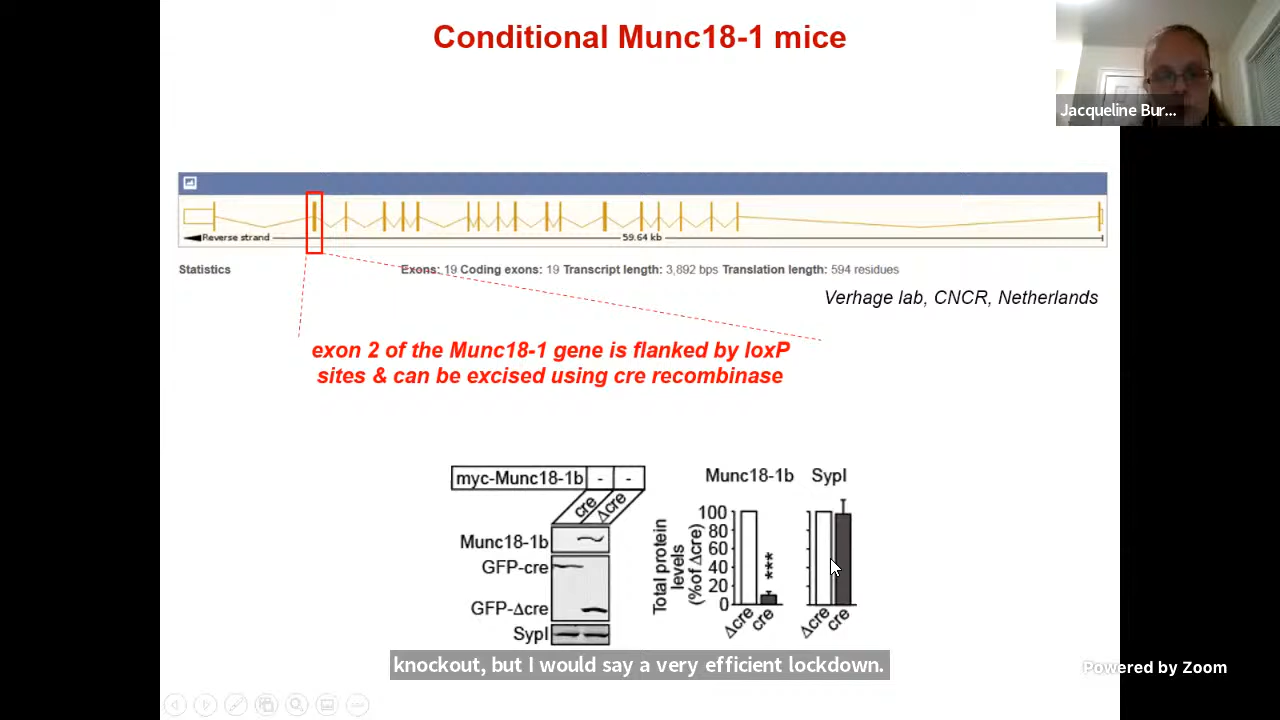 Conditional Munc18-1 mice
Jacqueline Bur...
Reverse strand
59.64 kb
Statistics
Exons: 19 Coding exons: 19 Transcript length: 3,892 bps Translation length: 594 residues
Verhage lab, CNCR, Netherlands
exon 2 of the Munc18-1 gene is flanked by loxP
sites & can be excised using cre recombinase
myc-Munc18-1b - -
cre Δcre
Munc18-1b
GFP-cre
GFP-Δcre
SypI
Munc18-1b SypI
Total protein
levels
(%of Δcre)
100
80
60
40
20
0
***
Δcre cre Δcre cre
knockout, but I would say a very efficient lockdown.
Powered by Zoom